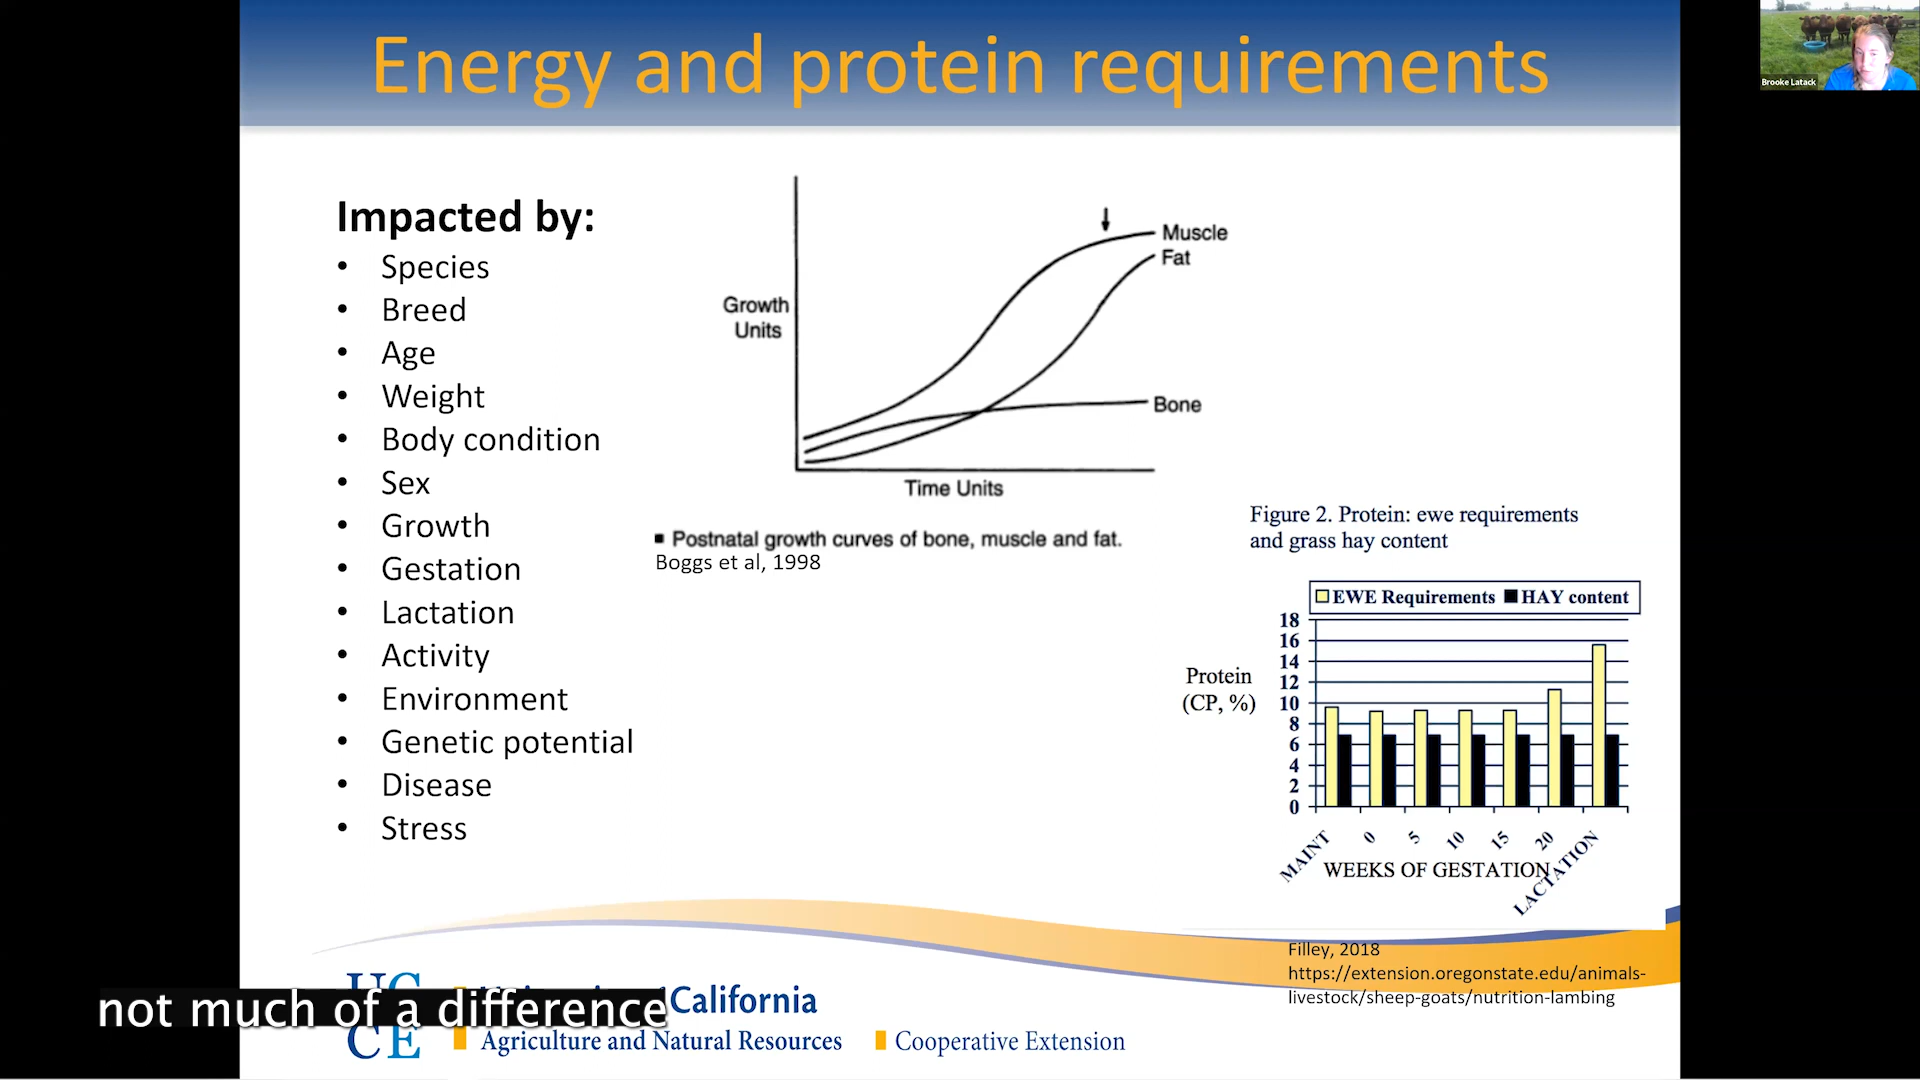 Energy and protein requirements
Brooke Latack
Impacted by:
• Species
• Breed
• Age
• Weight
• Body condition
• Sex
• Growth
• Gestation
• Lactation
• Activity
• Environment
• Genetic potential
• Disease
• Stress
Growth
Units
Muscle
Fat
Bone
Time Units
■ Postnatal growth curves of bone, muscle and fat.
Boggs et al, 1998
Figure 2. Protein: ewe requirements
and grass hay content
EWE Requirements HAY content
Protein
(CP, %)
18
16
14
12
10
8
6
4
2
0
MAINT 0 5 10 15 20 LACTATION
WEEKS OF GESTATION
Filley, 2018
https://extension.oregonstate.edu/animals-
livestock/sheep-goats/nutrition-lambing
not much of a difference
UC
CE
California
Agriculture and Natural Resources
Cooperative Extension